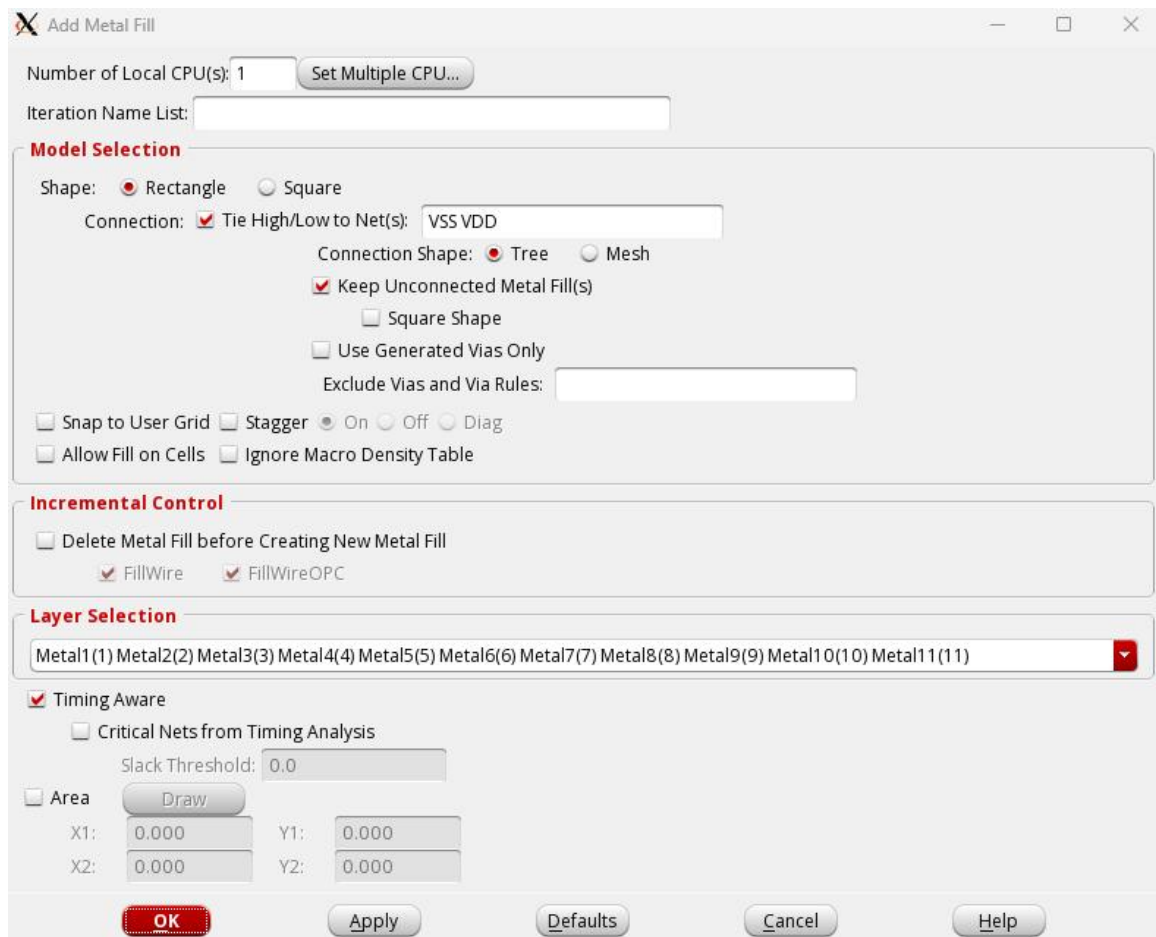 Add Metal Fill
Number of Local CPU(s): 1 Set Multiple CPU...
Iteration Name List:
Model Selection
Shape: Rectangle Square
Connection: Tie High/Low to Net(s): VSS VDD
Connection Shape: Tree Mesh
Keep Unconnected Metal Fill(s)
Square Shape
Use Generated Vias Only
Exclude Vias and Via Rules:
Snap to User Grid Stagger On Off Diag
Allow Fill on Cells Ignore Macro Density Table
Incremental Control
Delete Metal Fill before Creating New Metal Fill
FillWire FillWireOPC
Layer Selection
Metal1(1) Metal2(2) Metal3(3) Metal4(4) Metal5(5) Metal6(6) Metal7(7) Metal8(8) Metal9(9) Metal10(10) Metal11(11)
Timing Aware
Critical Nets from Timing Analysis
Slack Threshold: 0.0
Area Draw
X1: 0.000 Y1: 0.000
X2: 0.000 Y2: 0.000
OK Apply Defaults Cancel Help